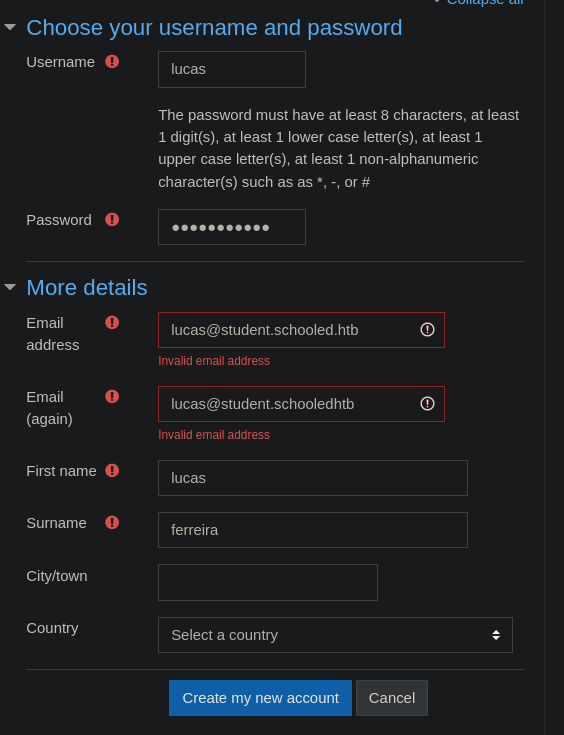 Collapse all
Choose your username and password
Username
lucas
The password must have at least 8 characters, at least
1 digit(s), at least 1 lower case letter(s), at least 1
upper case letter(s), at least 1 non-alphanumeric
character(s) such as as *, -, or #
Password
●●●●●●●●●●●
More details
Email
address
lucas@student.schooled.htb
Invalid email address
Email
(again)
lucas@student.schooledhtb
Invalid email address
First name
lucas
Surname
ferreira
City/town
Country
Select a country
Create my new account
Cancel